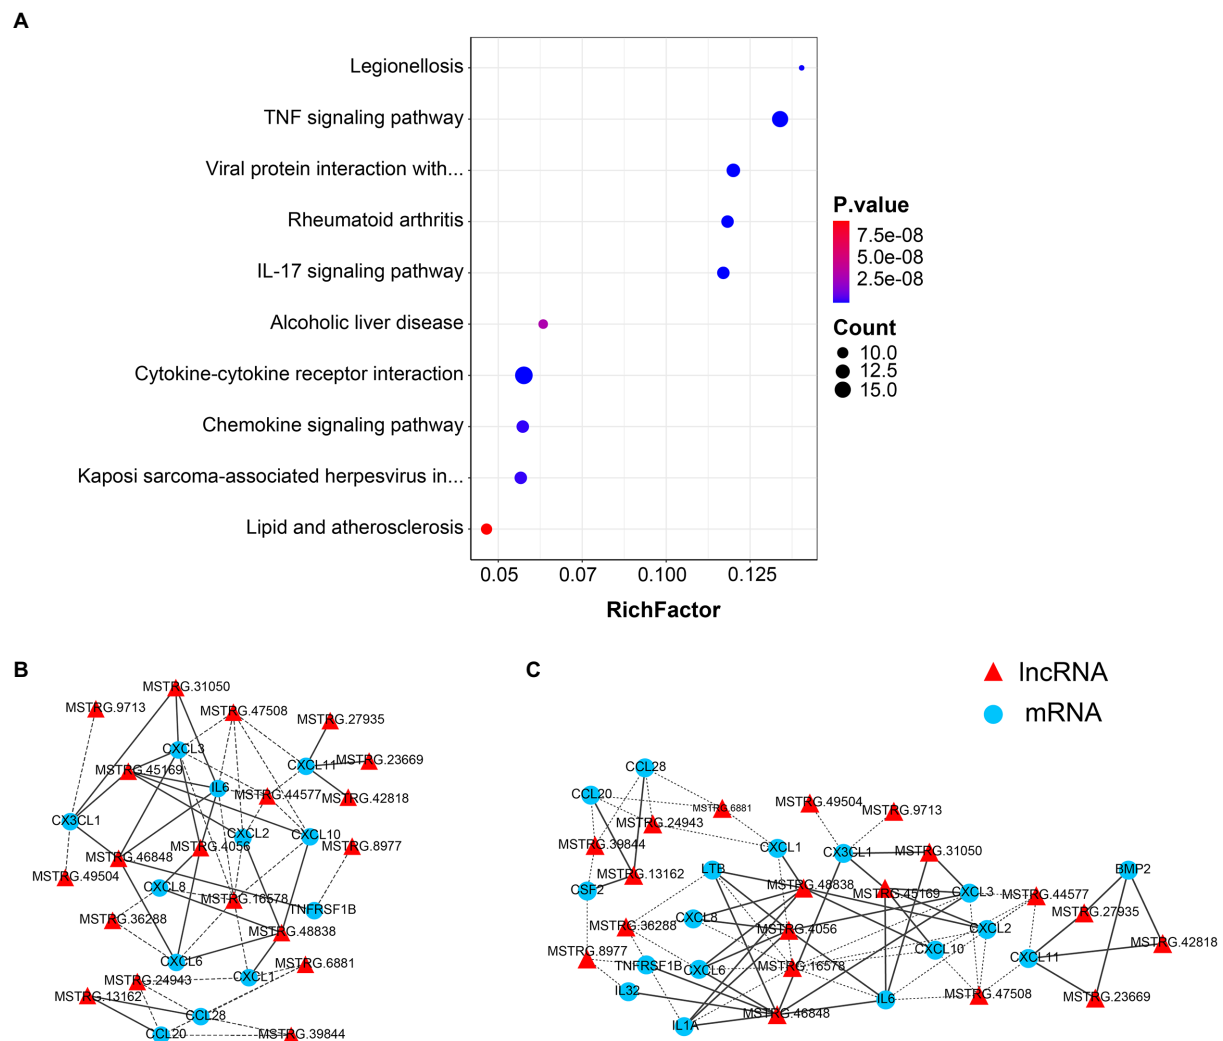 A
Legionellosis
TNF signaling pathway
Viral protein interaction with...
Rheumatoid arthritis
IL-17 signaling pathway
Alcoholic liver disease
Cytokine-cytokine receptor interaction
Chemokine signaling pathway
Kaposi sarcoma-associated herpesvirus in...
Lipid and atherosclerosis
0.05 0.07 0.100 0.125
RichFactor
P.value
7.5e-08
5.0e-08
2.5e-08
Count
10.0
12.5
15.0
B
MSTRG.31050
MSTRG.9713
MSTRG.47508
MSTRG.27935
CXCL3
CXCL11
MSTRG.23669
MSTRG.45169
IL6
MSTRG.44577
MSTRG.42818
CX3CL1
CXCL2
CXCL10
MSTRG.4056
MSTRG.8977
MSTRG.46848
MSTRG.49504
CXCL8
MSTRG.16578
TNFRSF1B
MSTRG.36288
MSTRG.48838
CXCL6
MSTRG.6881
MSTRG.24943
CXCL1
MSTRG.13162
CCL28
CCL20
MSTRG.39844
C
lncRNA
mRNA
CCL28
CCL20
MSTRG.6881
MSTRG.49504
MSTRG.9713
MSTRG.24943
MSTRG.39844
CXCL1
CX3CL1
MSTRG.31050
MSTRG.13162
LTB
BMP2
CSF2
MSTRG.48838
MSTRG.45169
CXCL3
MSTRG.44577
MSTRG.27935
CXCL8
MSTRG.36288
MSTRG.4056
CXCL2
MSTRG.42818
MSTRG.8977
CXCL10
CXCL11
TNFRSF1B
CXCL6
MSTRG.16578
IL32
IL6
MSTRG.47508
MSTRG.23669
MSTRG.46848
IL1A